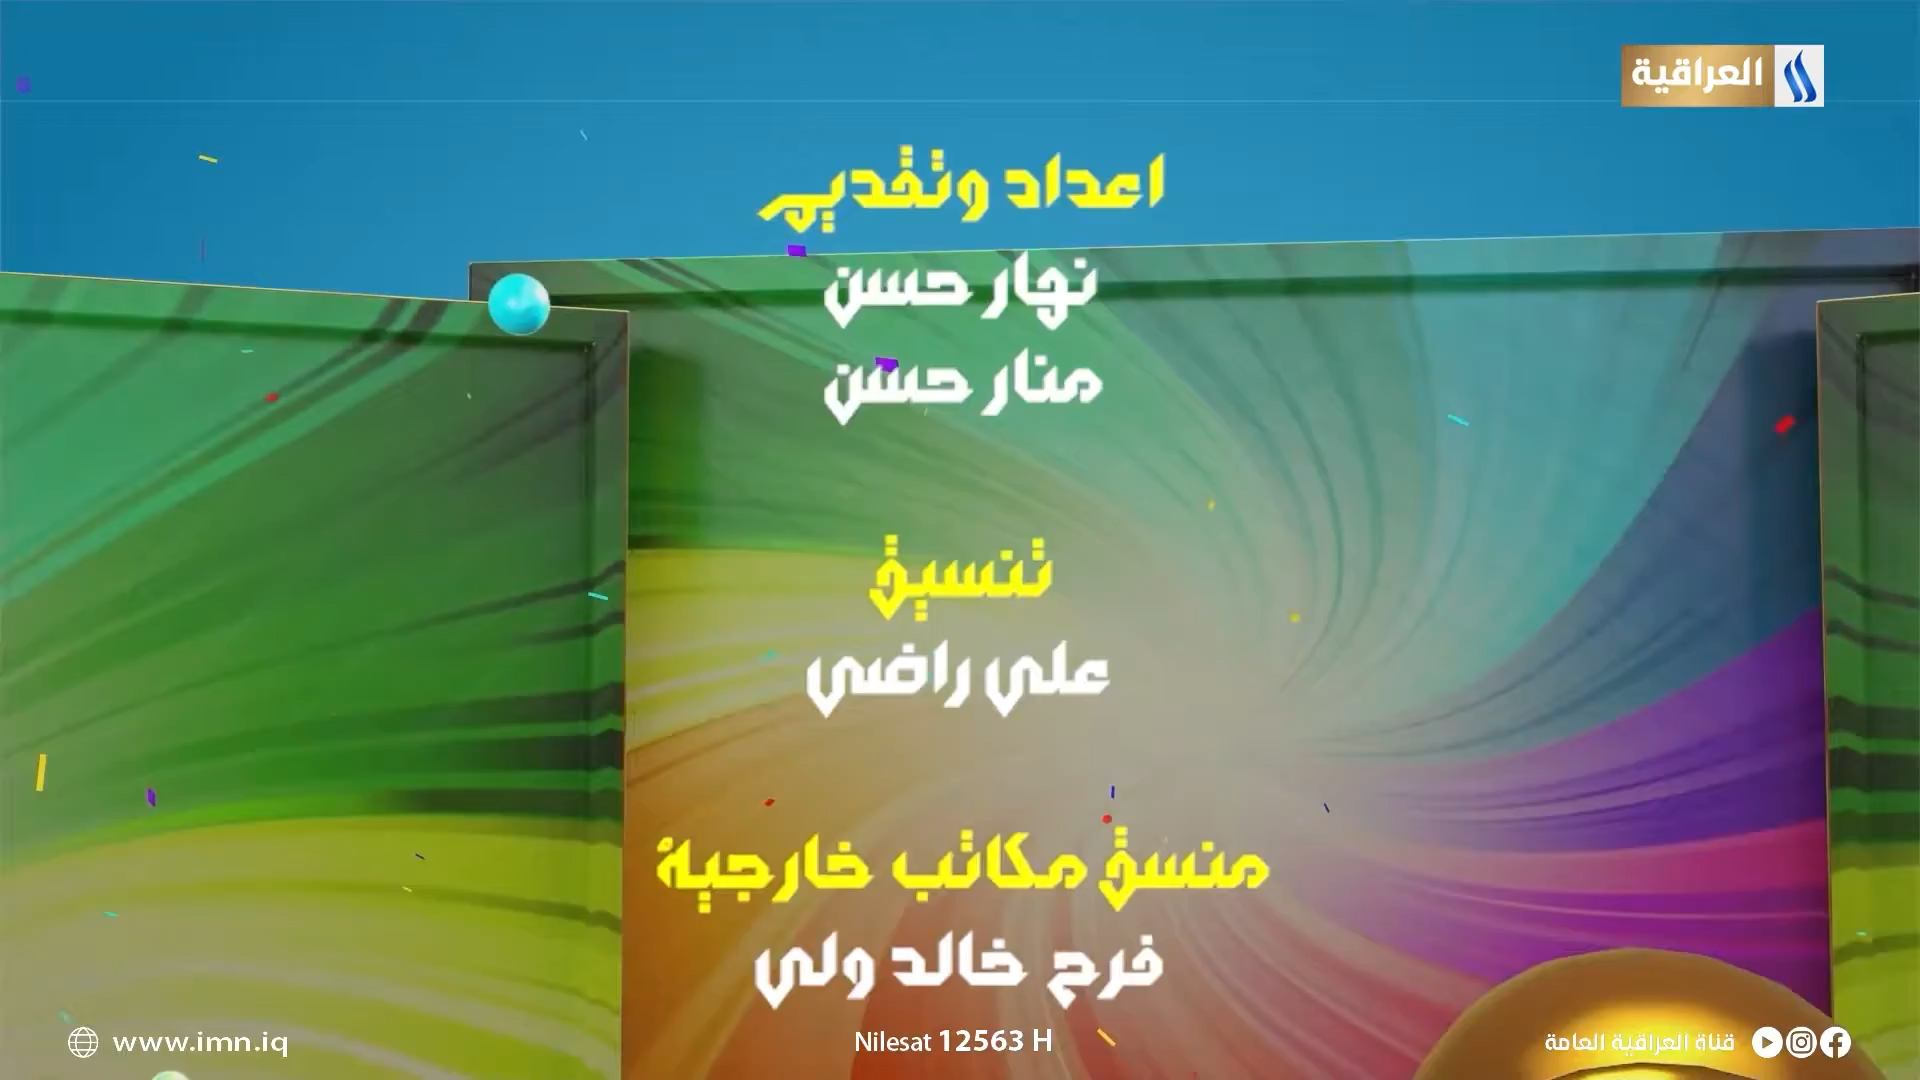 العراقية
اعداد وتقديم
نهار حسن
منار حسن
تنسيق
علي راضي
منسق مكاتب خارجية
فرح خالد ولي
www.imn.iq
Nilesat 12563 H
قناة العراقية العامة